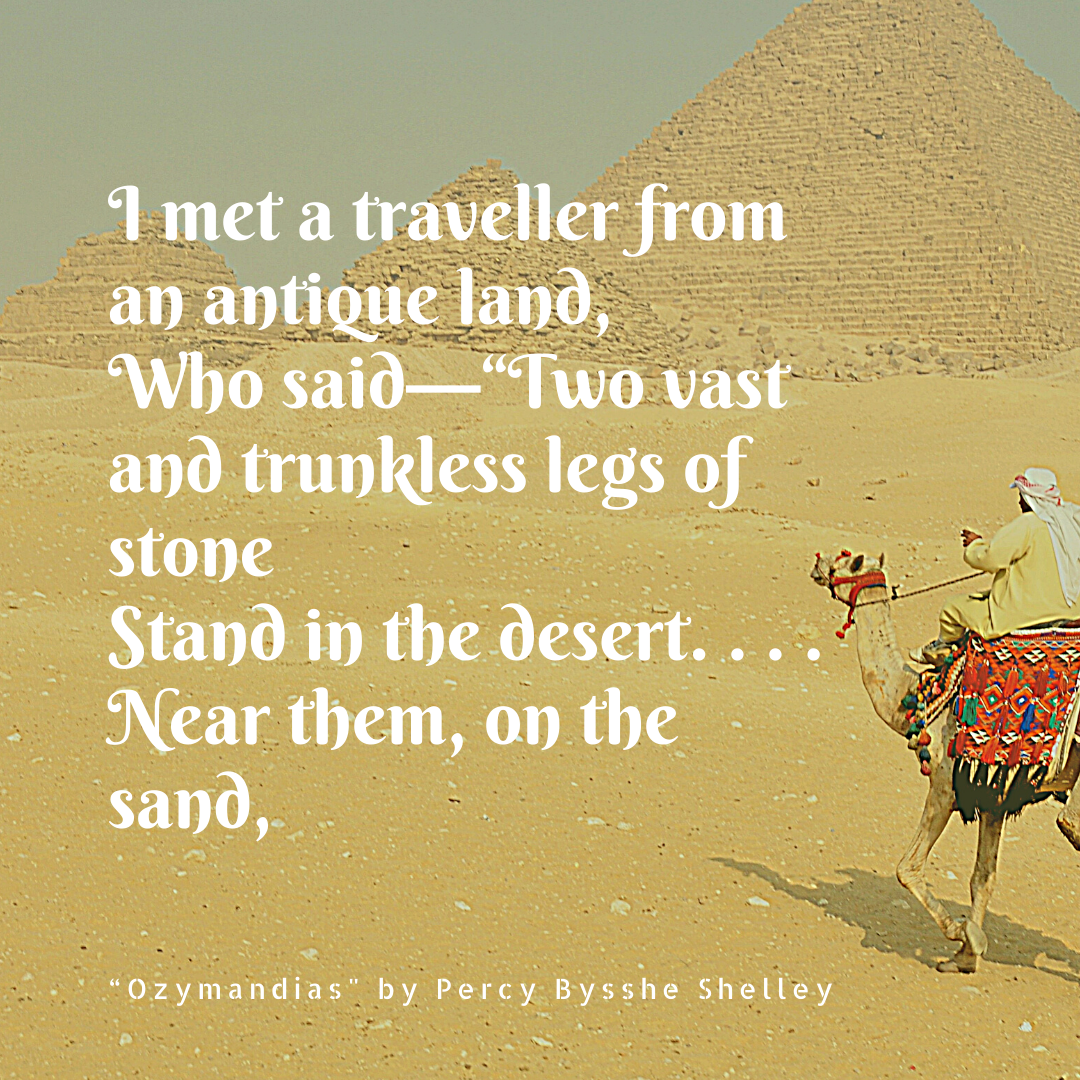 I met a traveller from
an antique land,
Who said—“Two vast
and trunkless legs of
stone
Stand in the desert. . . .
Near them, on the
sand,
“Ozymandias" by Percy Bysshe Shelley